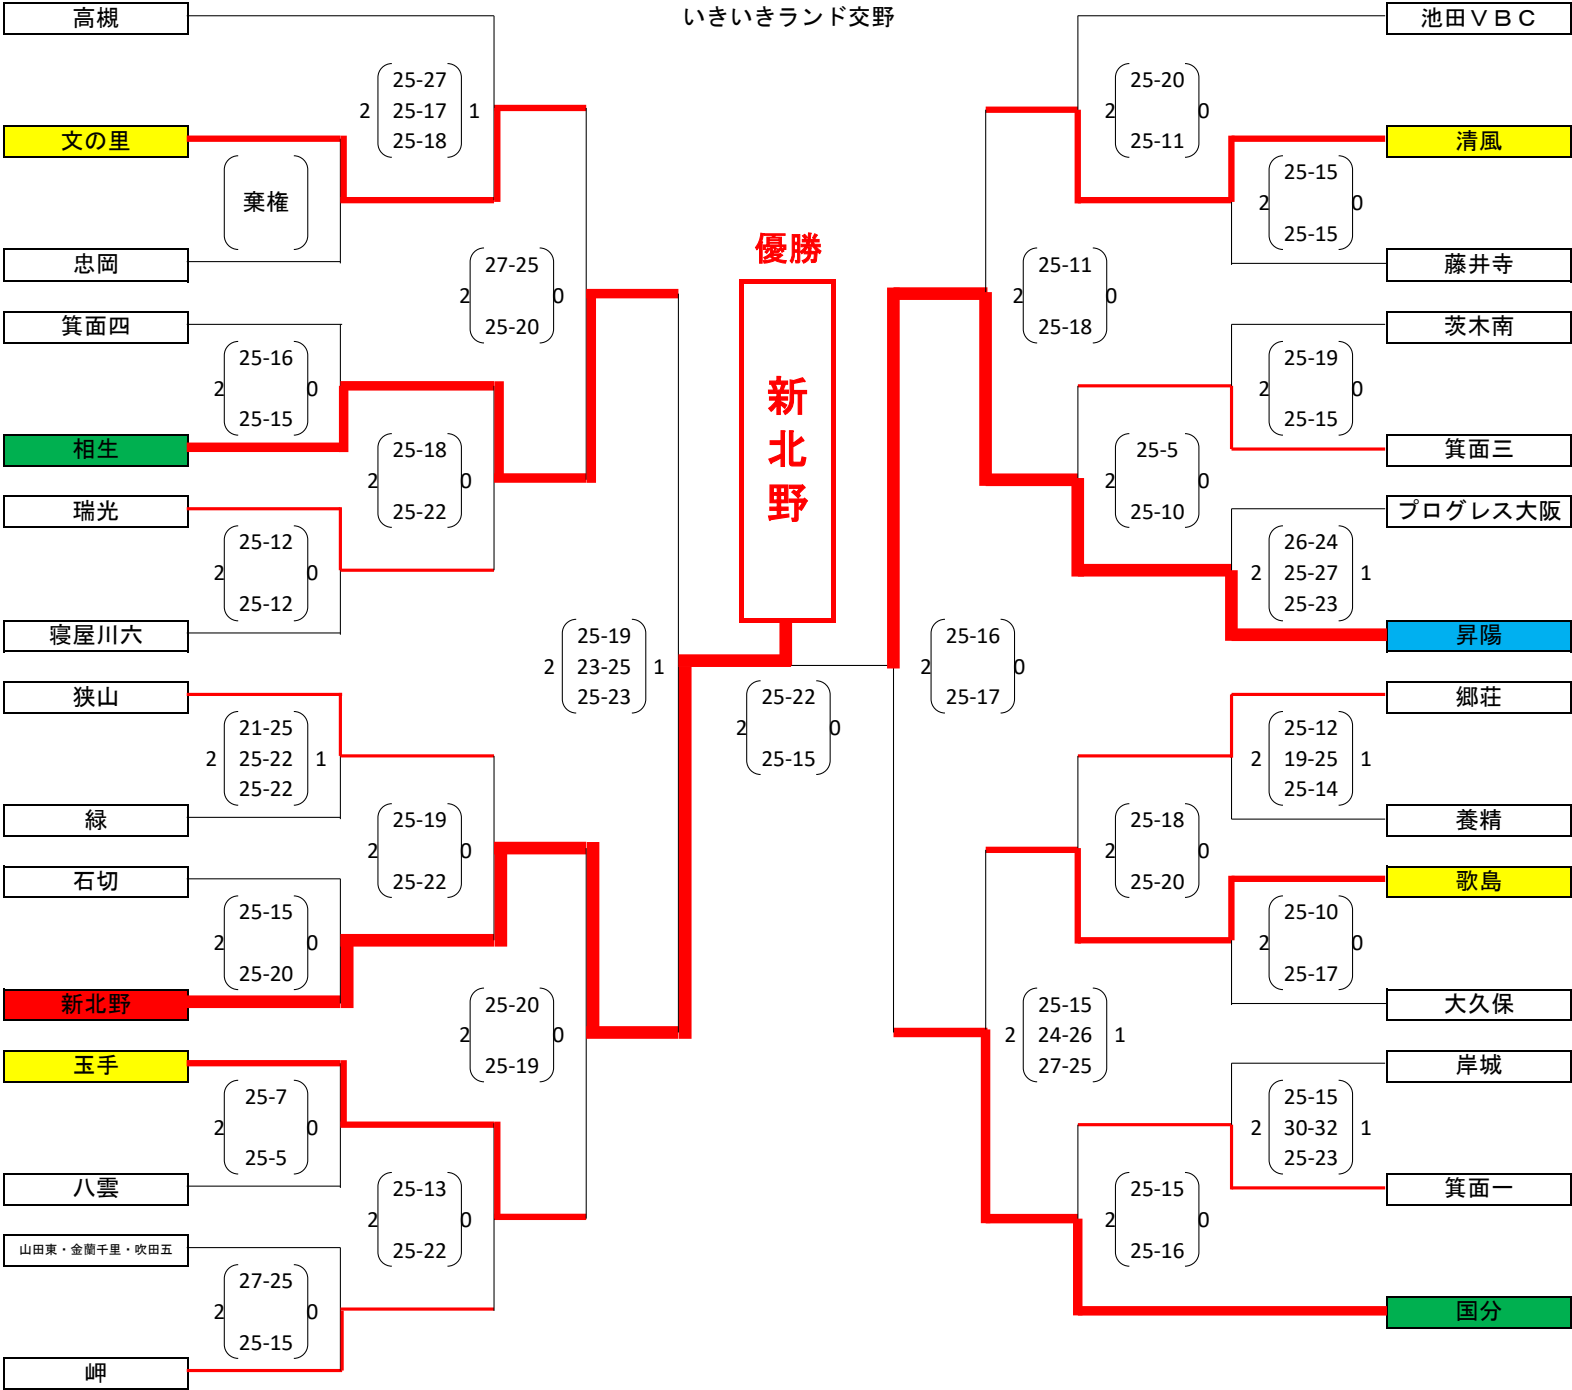 いきいきランド交野
高槻
25-27
2 25-17 1
25-18
文の里
棄権
忠岡
27-25
2 0
25-20
箕面四
25-16
2 0
25-15
相生
25-18
2 0
25-22
瑞光
25-12
2 0
25-12
寝屋川六
25-19
2 23-25 1
25-23
狭山
21-25
2 25-22 1
25-22
緑
25-19
2 0
25-22
石切
25-15
2 0
25-20
新北野
25-20
2 0
25-19
玉手
25-7
2 0
25-5
八雲
25-13
2 0
25-22
山田東・金蘭千里・吹田五
27-25
2 0
25-15
岬
優勝
新
北
野
25-22
2 0
25-15
池田ＶＢＣ
25-20
2 0
25-11
清風
25-15
2 0
25-15
藤井寺
25-11
2 0
25-18
茨木南
25-19
2 0
25-15
箕面三
25-5
2 0
25-10
プログレス大阪
26-24
2 25-27 1
25-23
昇陽
25-16
2 0
25-17
郷荘
25-12
2 19-25 1
25-14
養精
25-18
2 0
25-20
歌島
25-10
2 0
25-17
大久保
25-15
2 24-26 1
27-25
岸城
25-15
2 30-32 1
25-23
箕面一
25-15
2 0
25-16
国分